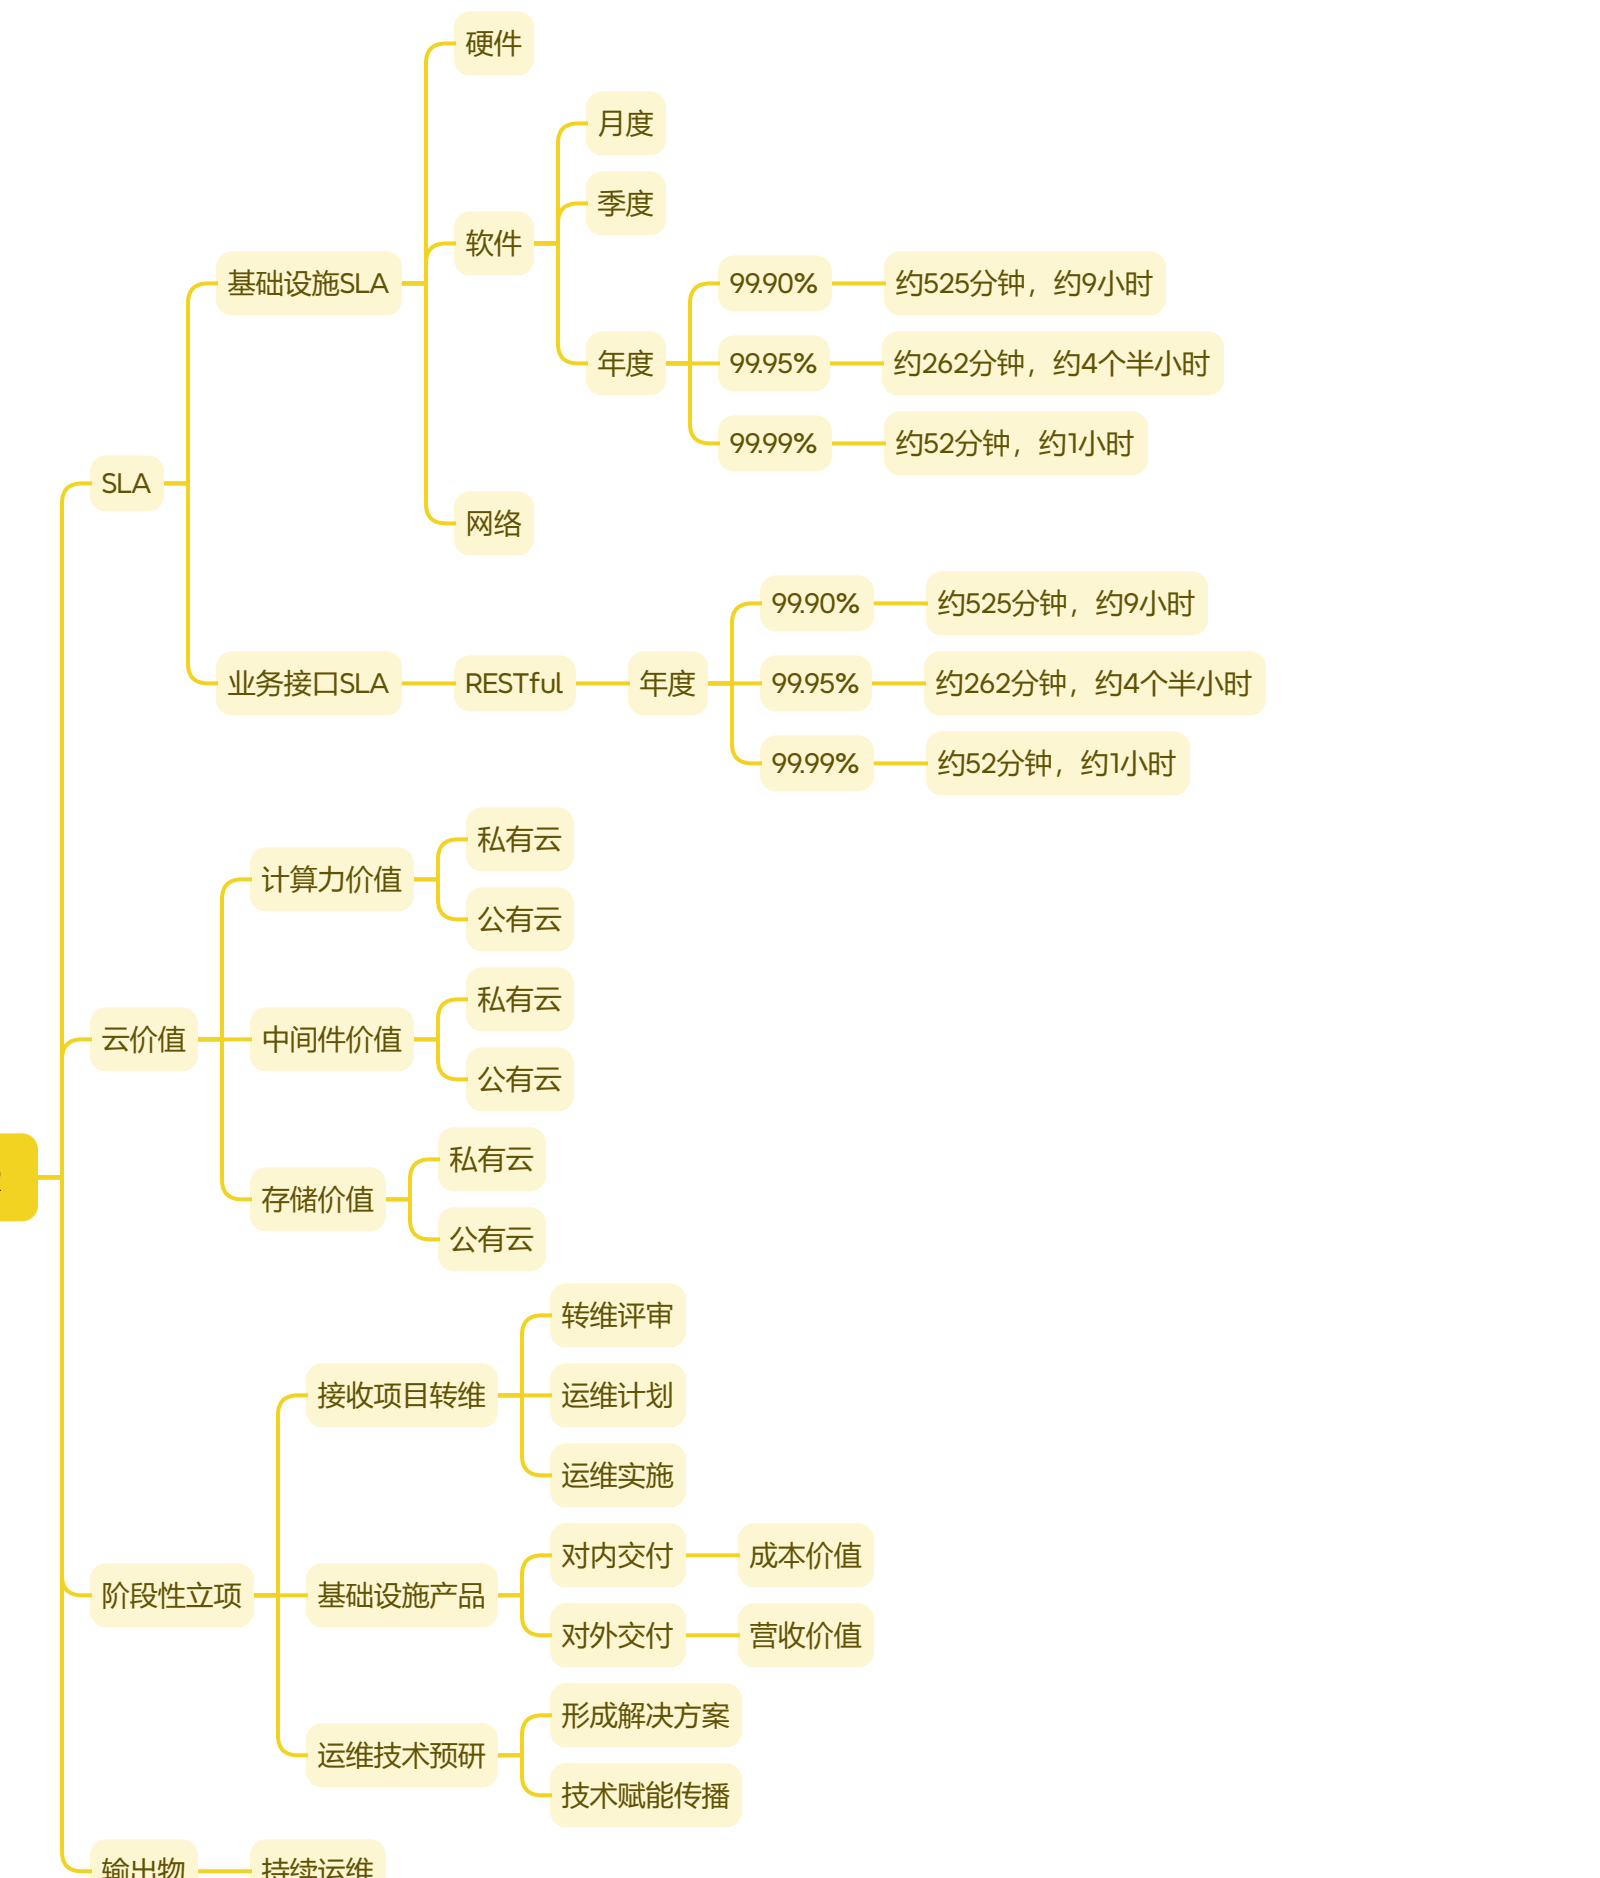 硬件
月度
季度
软件
基础设施SLA
99.90%
约525分钟，约9小时
年度
99.95%
约262分钟，约4个半小时
99.99%
约52分钟，约1小时
SLA
网络
99.90%
约525分钟，约9小时
业务接口SLA
RESTful
年度
99.95%
约262分钟，约4个半小时
99.99%
约52分钟，约1小时
私有云
计算力价值
公有云
私有云
云价值
中间件价值
公有云
私有云
存储价值
公有云
转维评审
接收项目转维
运维计划
运维实施
对内交付
成本价值
阶段性立项
基础设施产品
对外交付
营收价值
形成解决方案
运维技术预研
技术赋能传播
输出物
持续运维